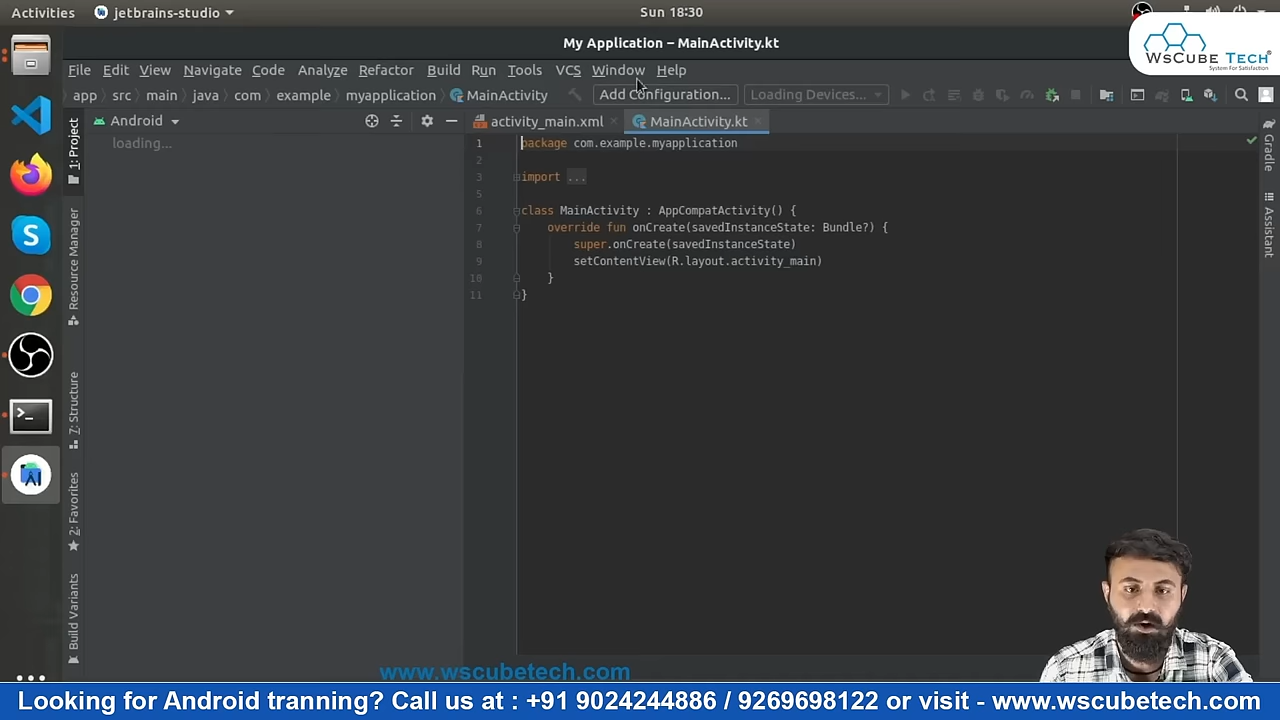 Activities jetbrains-studio Sun 18:30
My Application – MainActivity.kt
WsCube Tech®
System For Satisfaction
File Edit View Navigate Code Analyze Refactor Build Run Tools VCS Window Help
app src main java com example myapplication MainActivity Add Configuration... Loading Devices...
Android activity_main.xml MainActivity.kt
loading...
1: Project
Resource Manager
7: Structure
2: Favorites
Build Variants
Gradle
Assistant
1 package com.example.myapplication
2
3 import ...
5
6 class MainActivity : AppCompatActivity() {
7 override fun onCreate(savedInstanceState: Bundle?) {
8 super.onCreate(savedInstanceState)
9 setContentView(R.layout.activity_main)
10 }
11 }
www.wscubetech.com
Looking for Android tranning? Call us at : +91 9024244886 / 9269698122 or visit - www.wscubetech.com